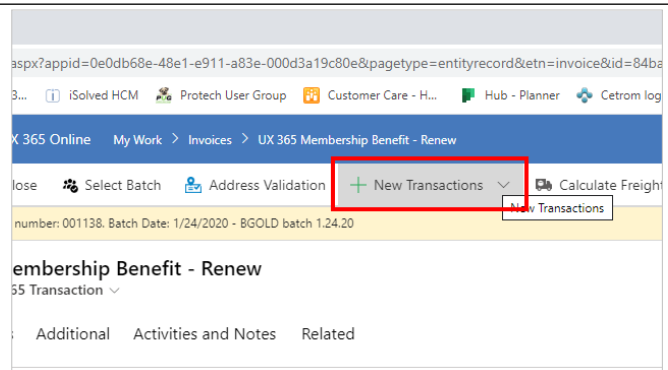 aspx?appid=0e0db68e-48e1-e911-a83e-000d3a19c80e&pagetype=entityrecord&etn=invoice&id=84ba
3... iSolved HCM Protech User Group Customer Care - H... Hub - Planner Cetrom log
X 365 Online My Work > Invoices > UX 365 Membership Benefit - Renew
lose Select Batch Address Validation + New Transactions Calculate Freight
New Transactions
number: 001138. Batch Date: 1/24/2020 - BGOLD batch 1.24.20
embership Benefit - Renew
65 Transaction
s Additional Activities and Notes Related